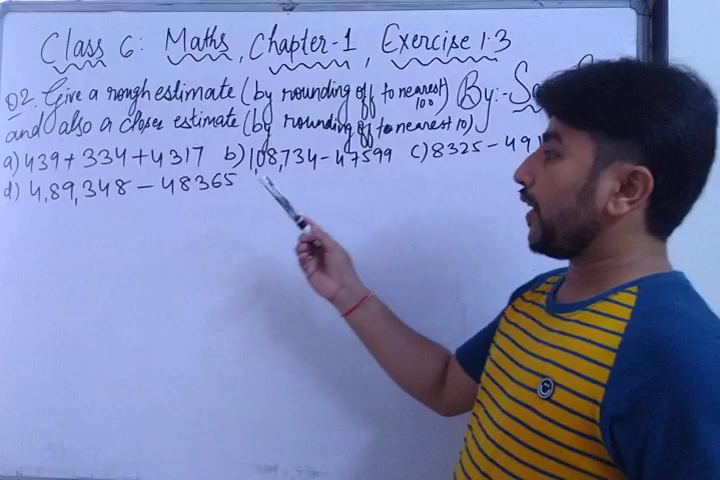 Class 6: Maths, Chapter-1, Exercise 1.3
Q2. Give a rough estimate (by rounding off to nearest 100) By:-
and also a closer estimate (by rounding off to nearest 10).
a) 439 + 334 + 4317 b) 1,08,734 - 47599 c) 8325 - 491
d) 4,89,348 - 48365